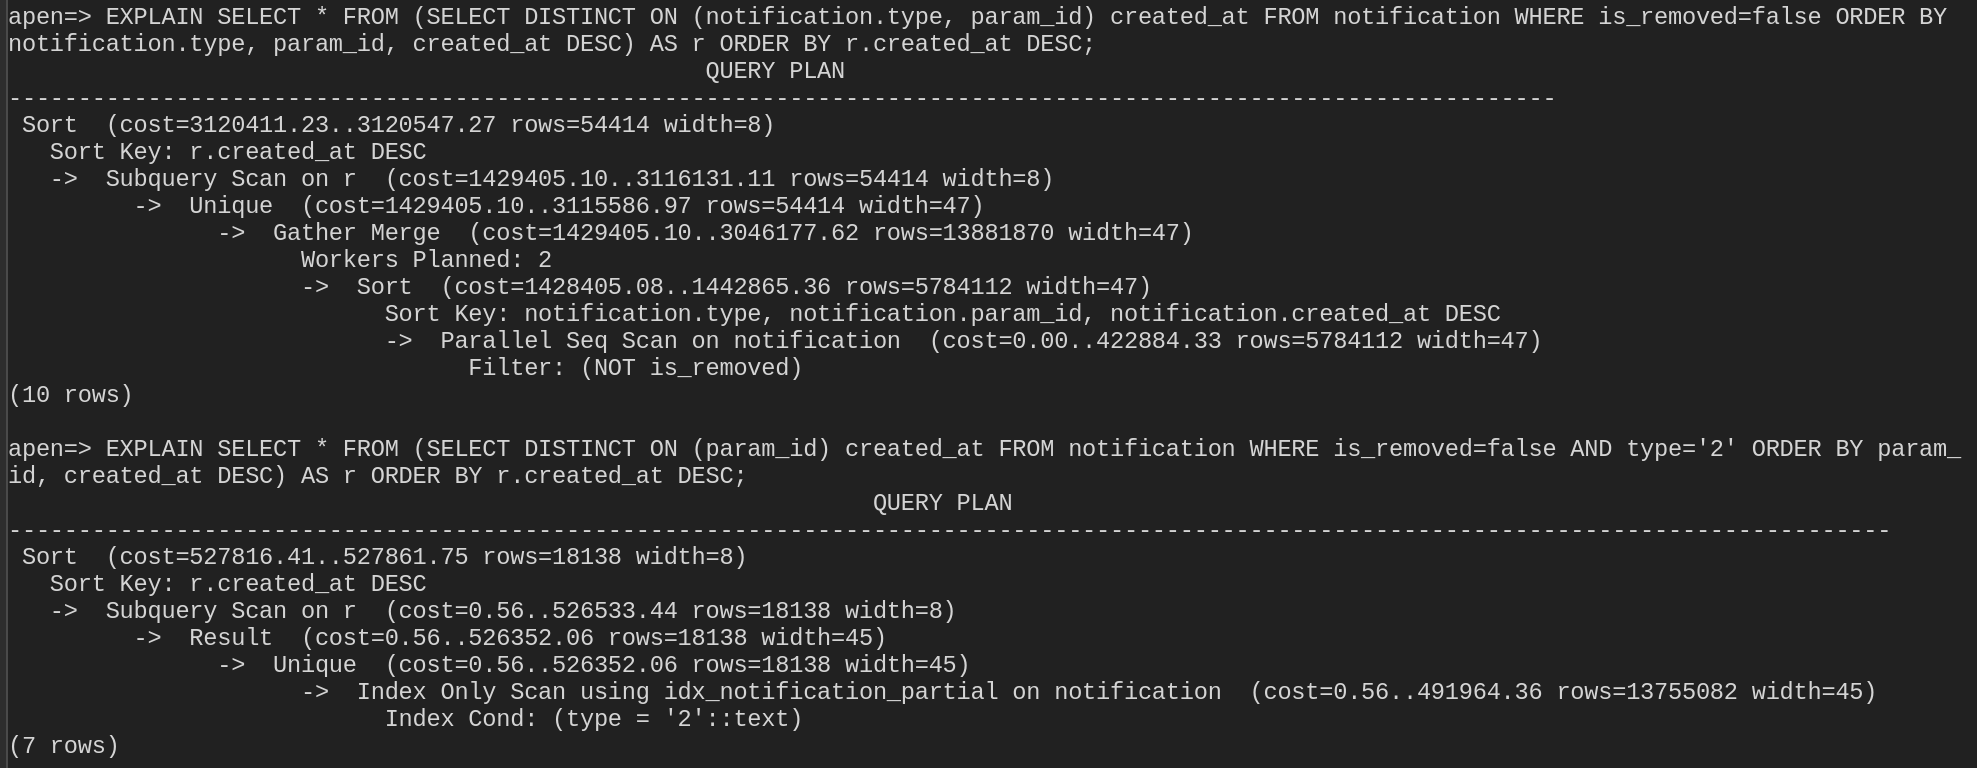 apen=> EXPLAIN SELECT * FROM (SELECT DISTINCT ON (notification.type, param_id) created_at FROM notification WHERE is_removed=false ORDER BY
notification.type, param_id, created_at DESC) AS r ORDER BY r.created_at DESC;
QUERY PLAN
---------------------------------------------------------------------------------------------------------------
Sort  (cost=3120411.23..3120547.27 rows=54414 width=8)
Sort Key: r.created_at DESC
->  Subquery Scan on r  (cost=1429405.10..3116131.11 rows=54414 width=8)
->  Unique  (cost=1429405.10..3115586.97 rows=54414 width=47)
->  Gather Merge  (cost=1429405.10..3046177.62 rows=13881870 width=47)
Workers Planned: 2
->  Sort  (cost=1428405.08..1442865.36 rows=5784112 width=47)
Sort Key: notification.type, notification.param_id, notification.created_at DESC
->  Parallel Seq Scan on notification  (cost=0.00..422884.33 rows=5784112 width=47)
Filter: (NOT is_removed)
(10 rows)
apen=> EXPLAIN SELECT * FROM (SELECT DISTINCT ON (param_id) created_at FROM notification WHERE is_removed=false AND type='2' ORDER BY param_
id, created_at DESC) AS r ORDER BY r.created_at DESC;
QUERY PLAN
---------------------------------------------------------------------------------------------------------------------------------------
Sort  (cost=527816.41..527861.75 rows=18138 width=8)
Sort Key: r.created_at DESC
->  Subquery Scan on r  (cost=0.56..526533.44 rows=18138 width=8)
->  Result  (cost=0.56..526352.06 rows=18138 width=45)
->  Unique  (cost=0.56..526352.06 rows=18138 width=45)
->  Index Only Scan using idx_notification_partial on notification  (cost=0.56..491964.36 rows=13755082 width=45)
Index Cond: (type = '2'::text)
(7 rows)